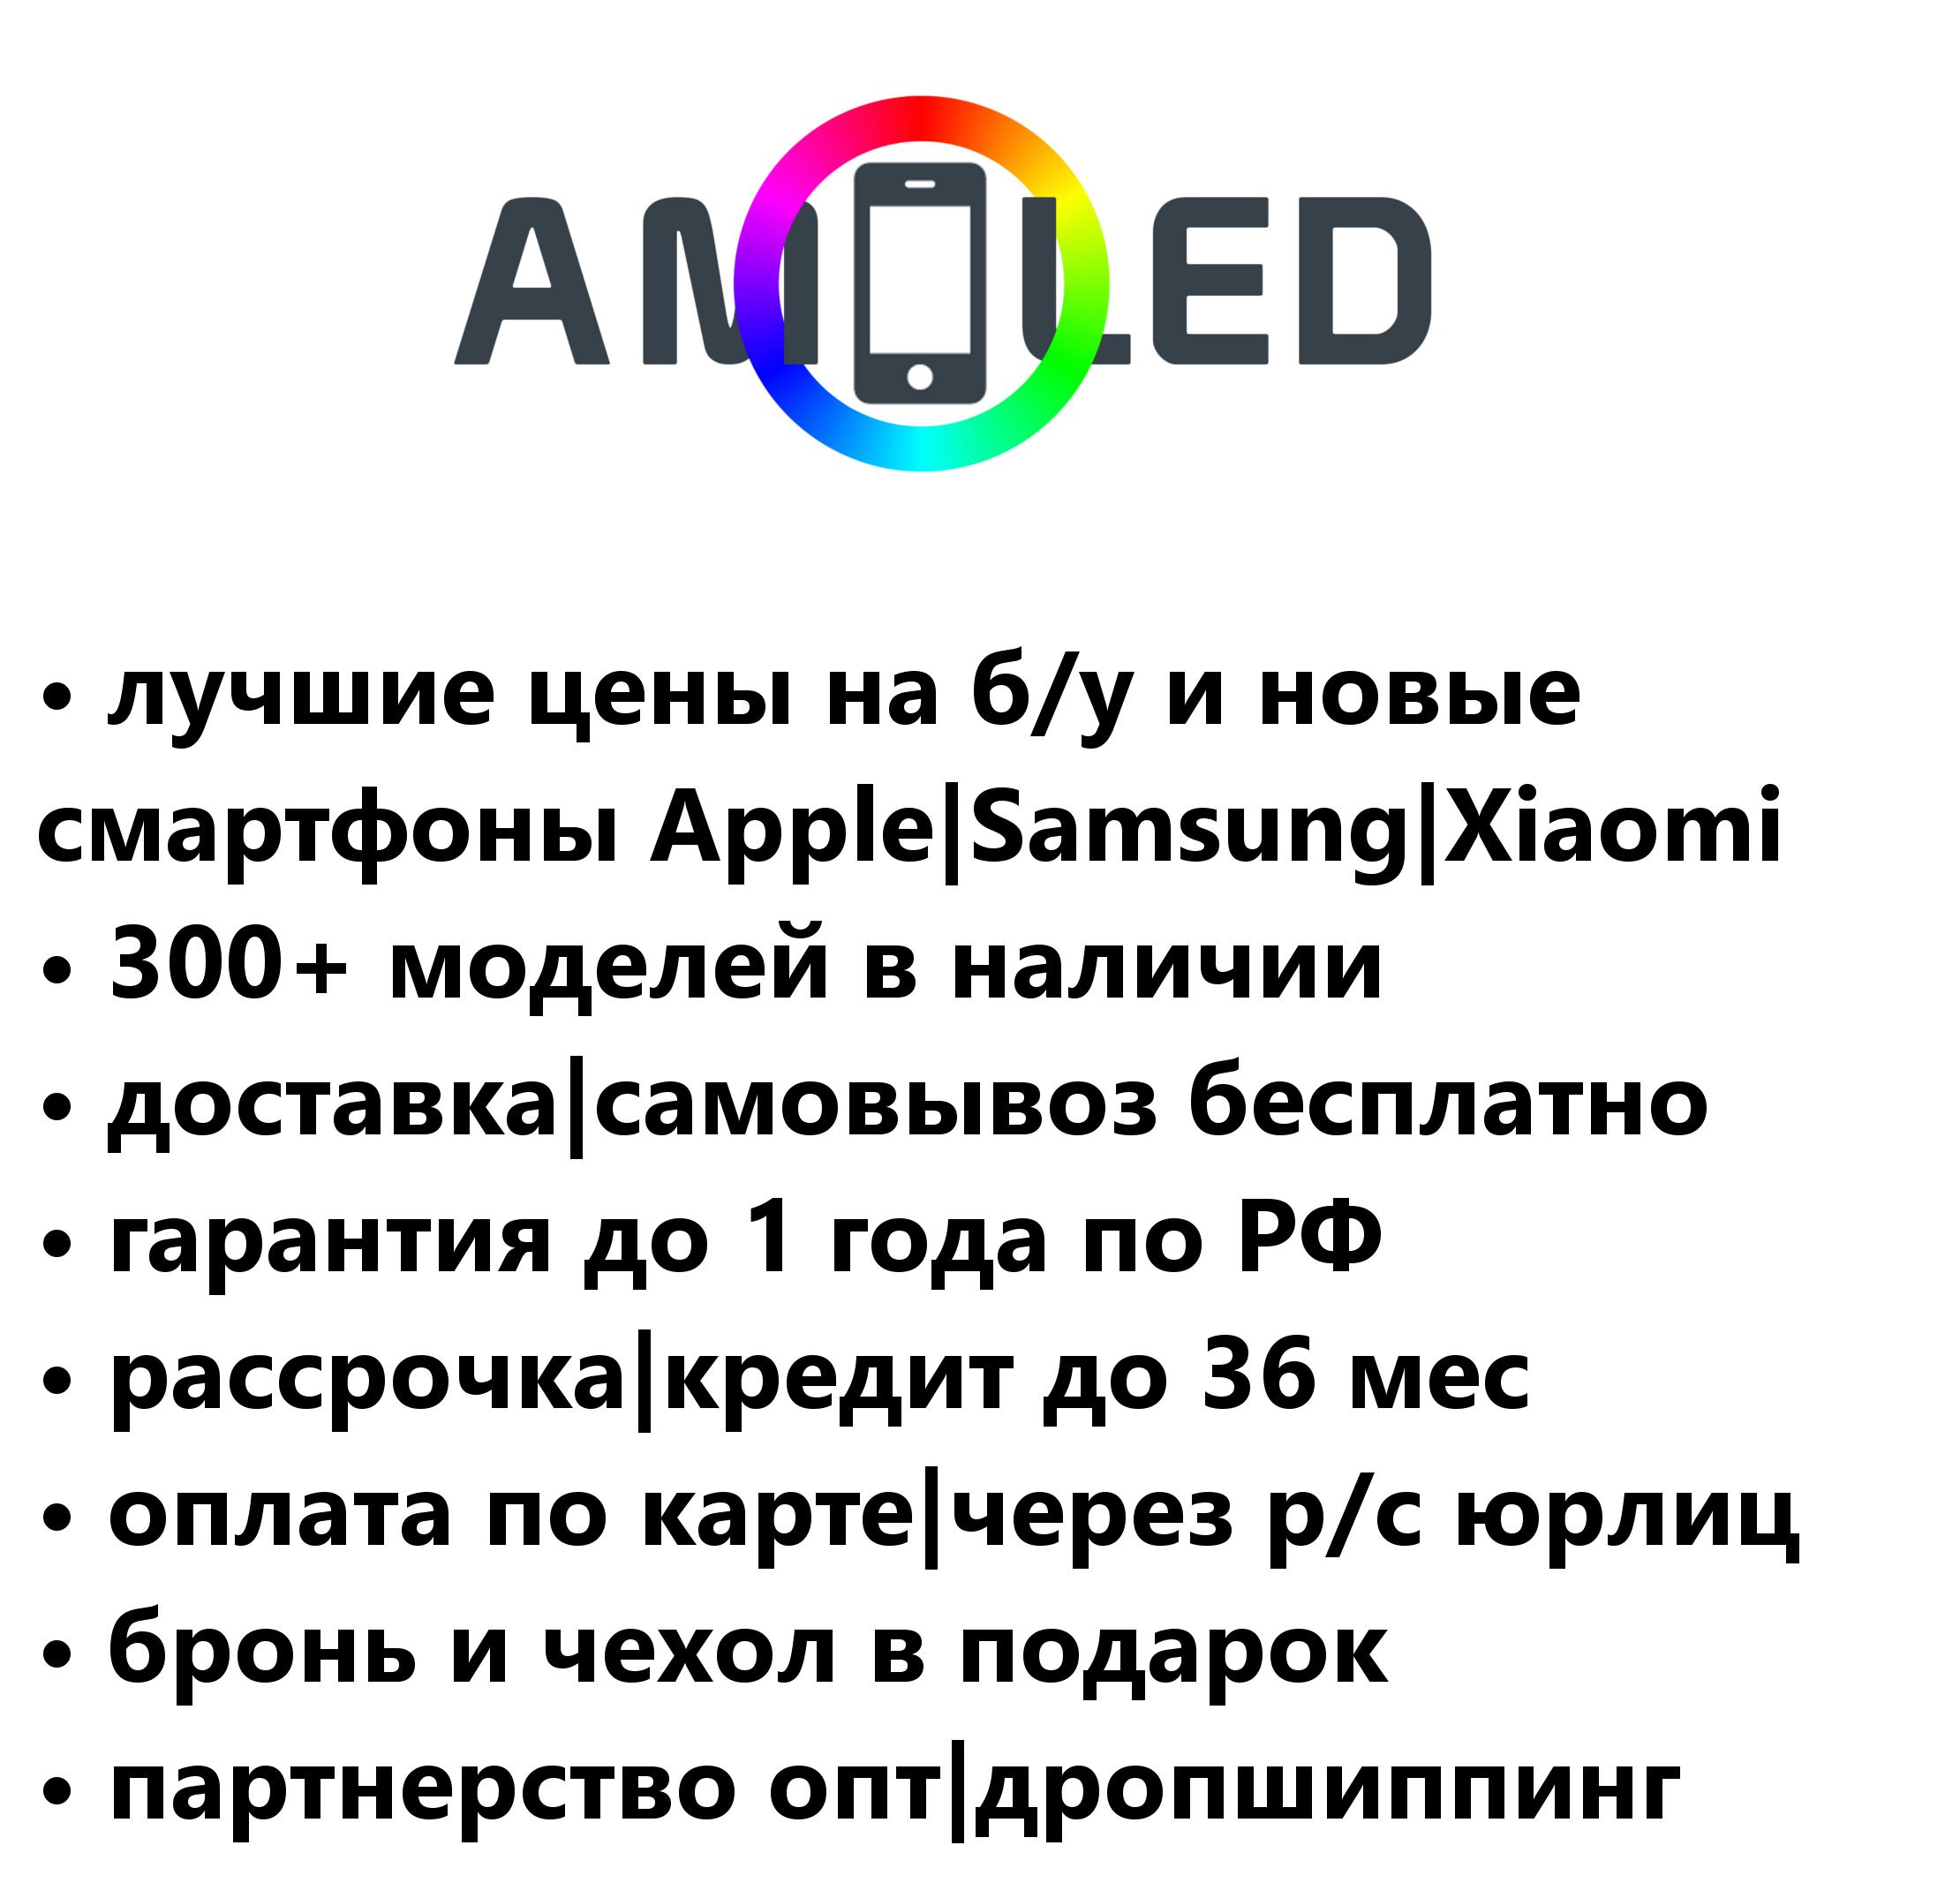 AMOLED
• лучшие цены на б/у и новые
смартфоны Apple|Samsung|Xiaomi
• 300+ моделей в наличии
• доставка|самовывоз бесплатно
• гарантия до 1 года по РФ
• рассрочка|кредит до 36 мес
• оплата по карте|через р/с юрлиц
• бронь и чехол в подарок
• партнерство опт|дропшиппинг